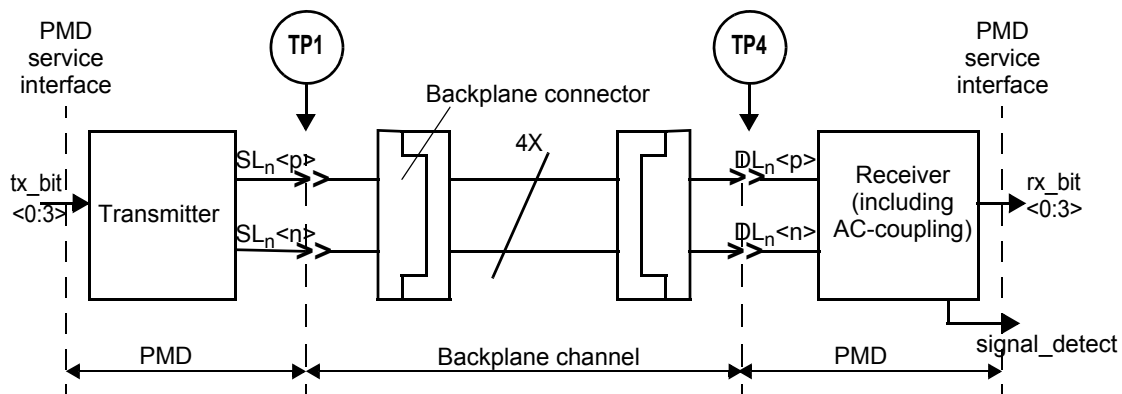 PMD
service
interface
TP1
TP4
PMD
service
interface
Backplane connector
4X
SLn<p>
DLn<p>
tx_bit
<0:3>
Transmitter
Receiver
(including
AC-coupling)
rx_bit
<0:3>
SLn<n>
DLn<n>
signal_detect
PMD
Backplane channel
PMD